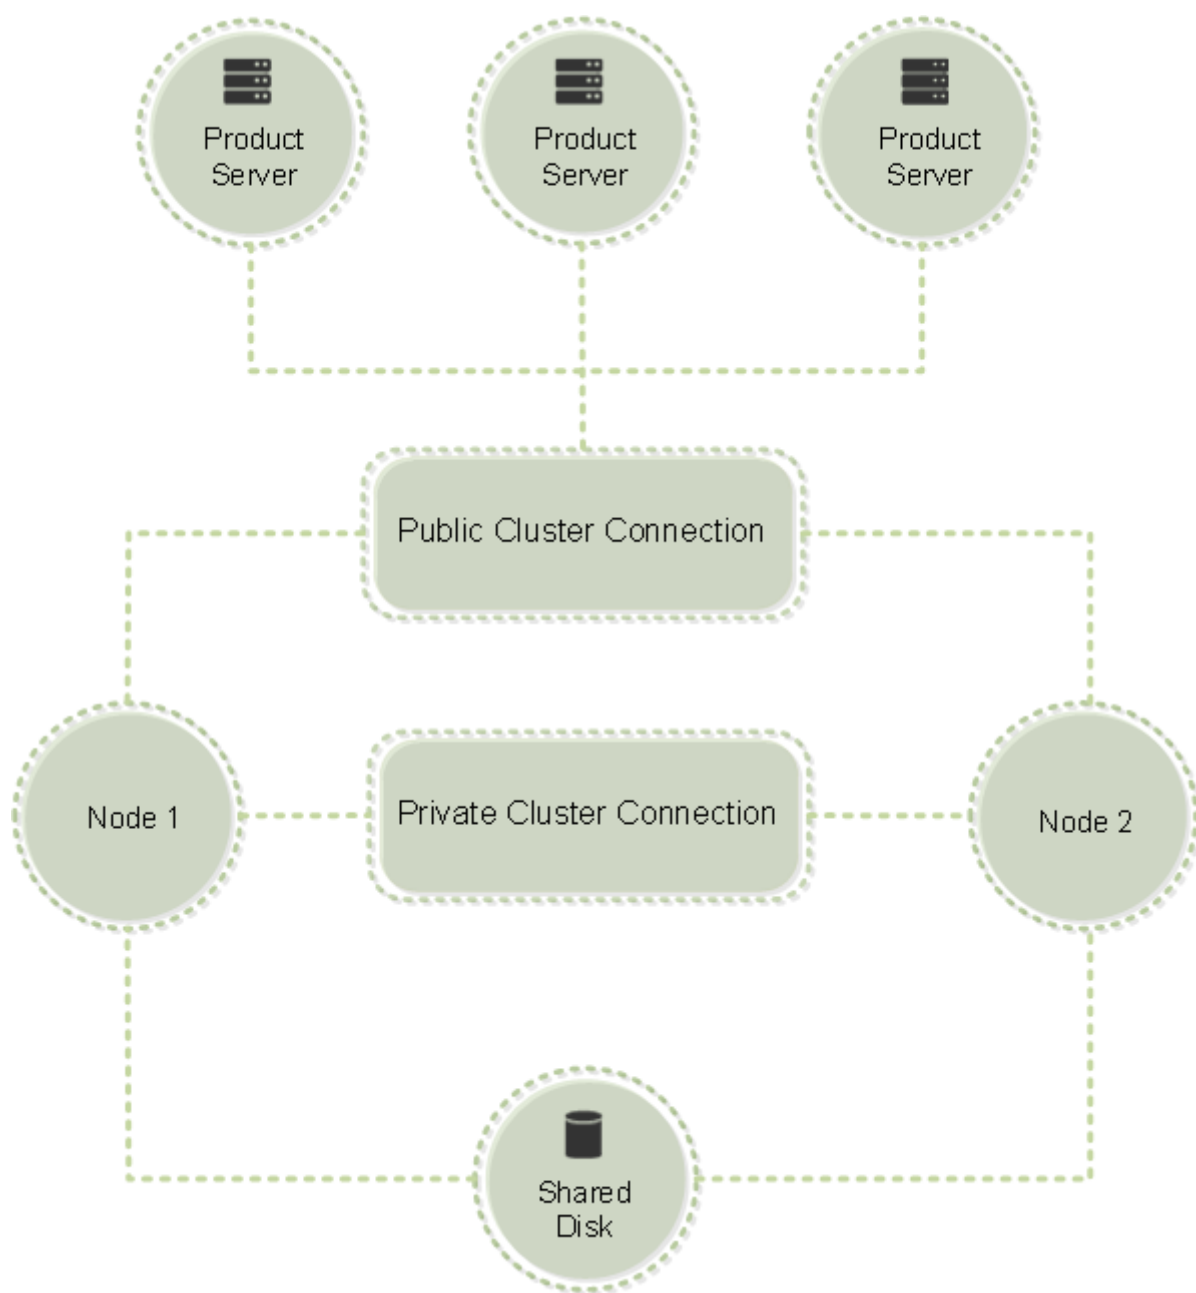 Product
Server
Product
Server
Product
Server
Public Cluster Connection
Node 1
Private Cluster Connection
Node 2
Shared
Disk